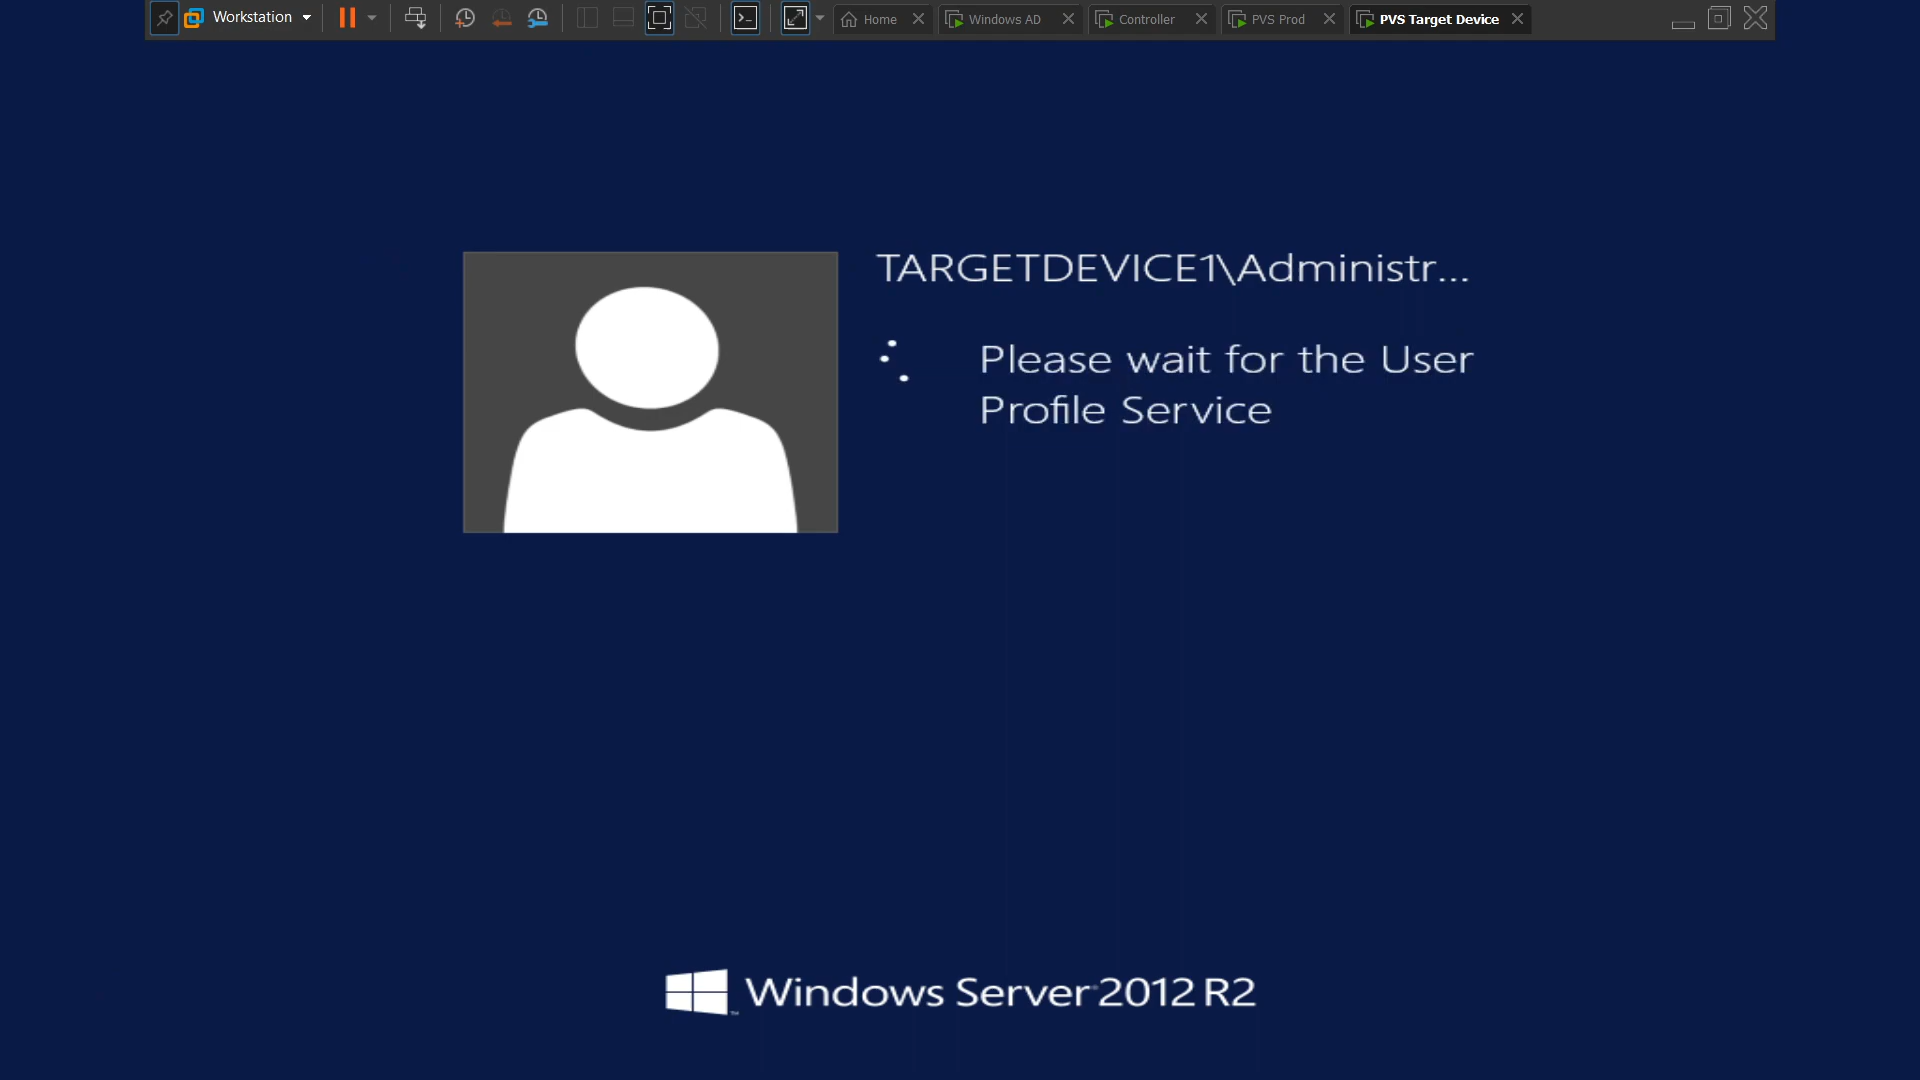 Workstation
Home
Windows AD
Controller
PVS Prod
PVS Target Device
TARGETDEVICE1\Administr...
Please wait for the User
Profile Service
Windows Server 2012 R2